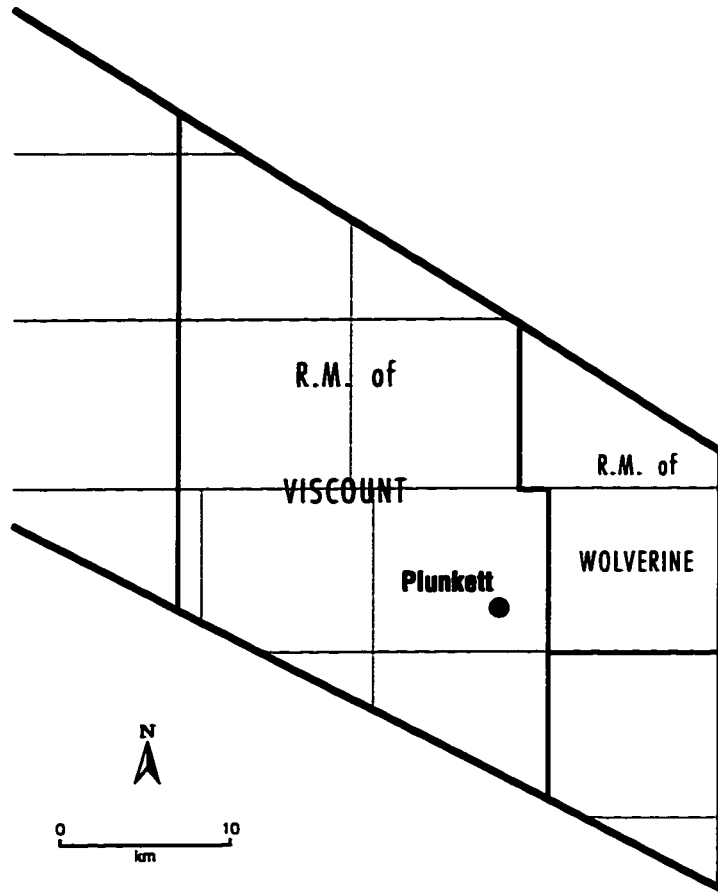 R.M. of
VISCOUNT
R.M. of
WOLVERINE
Plunkett
N
0 10
km